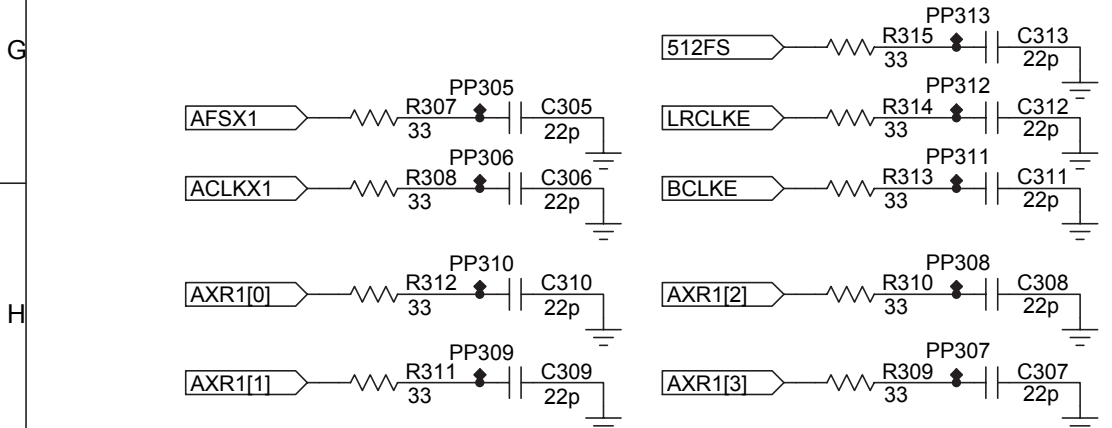 G
PP313
512FS
R315
33
C313
22p
PP305
AFSX1
R307
33
C305
22p
PP312
LRCLKE
R314
33
C312
22p
PP306
ACLKX1
R308
33
C306
22p
PP311
BCLKE
R313
33
C311
22p
H
PP310
AXR1[0]
R312
33
C310
22p
PP308
AXR1[2]
R310
33
C308
22p
PP309
AXR1[1]
R311
33
C309
22p
PP307
AXR1[3]
R309
33
C307
22p